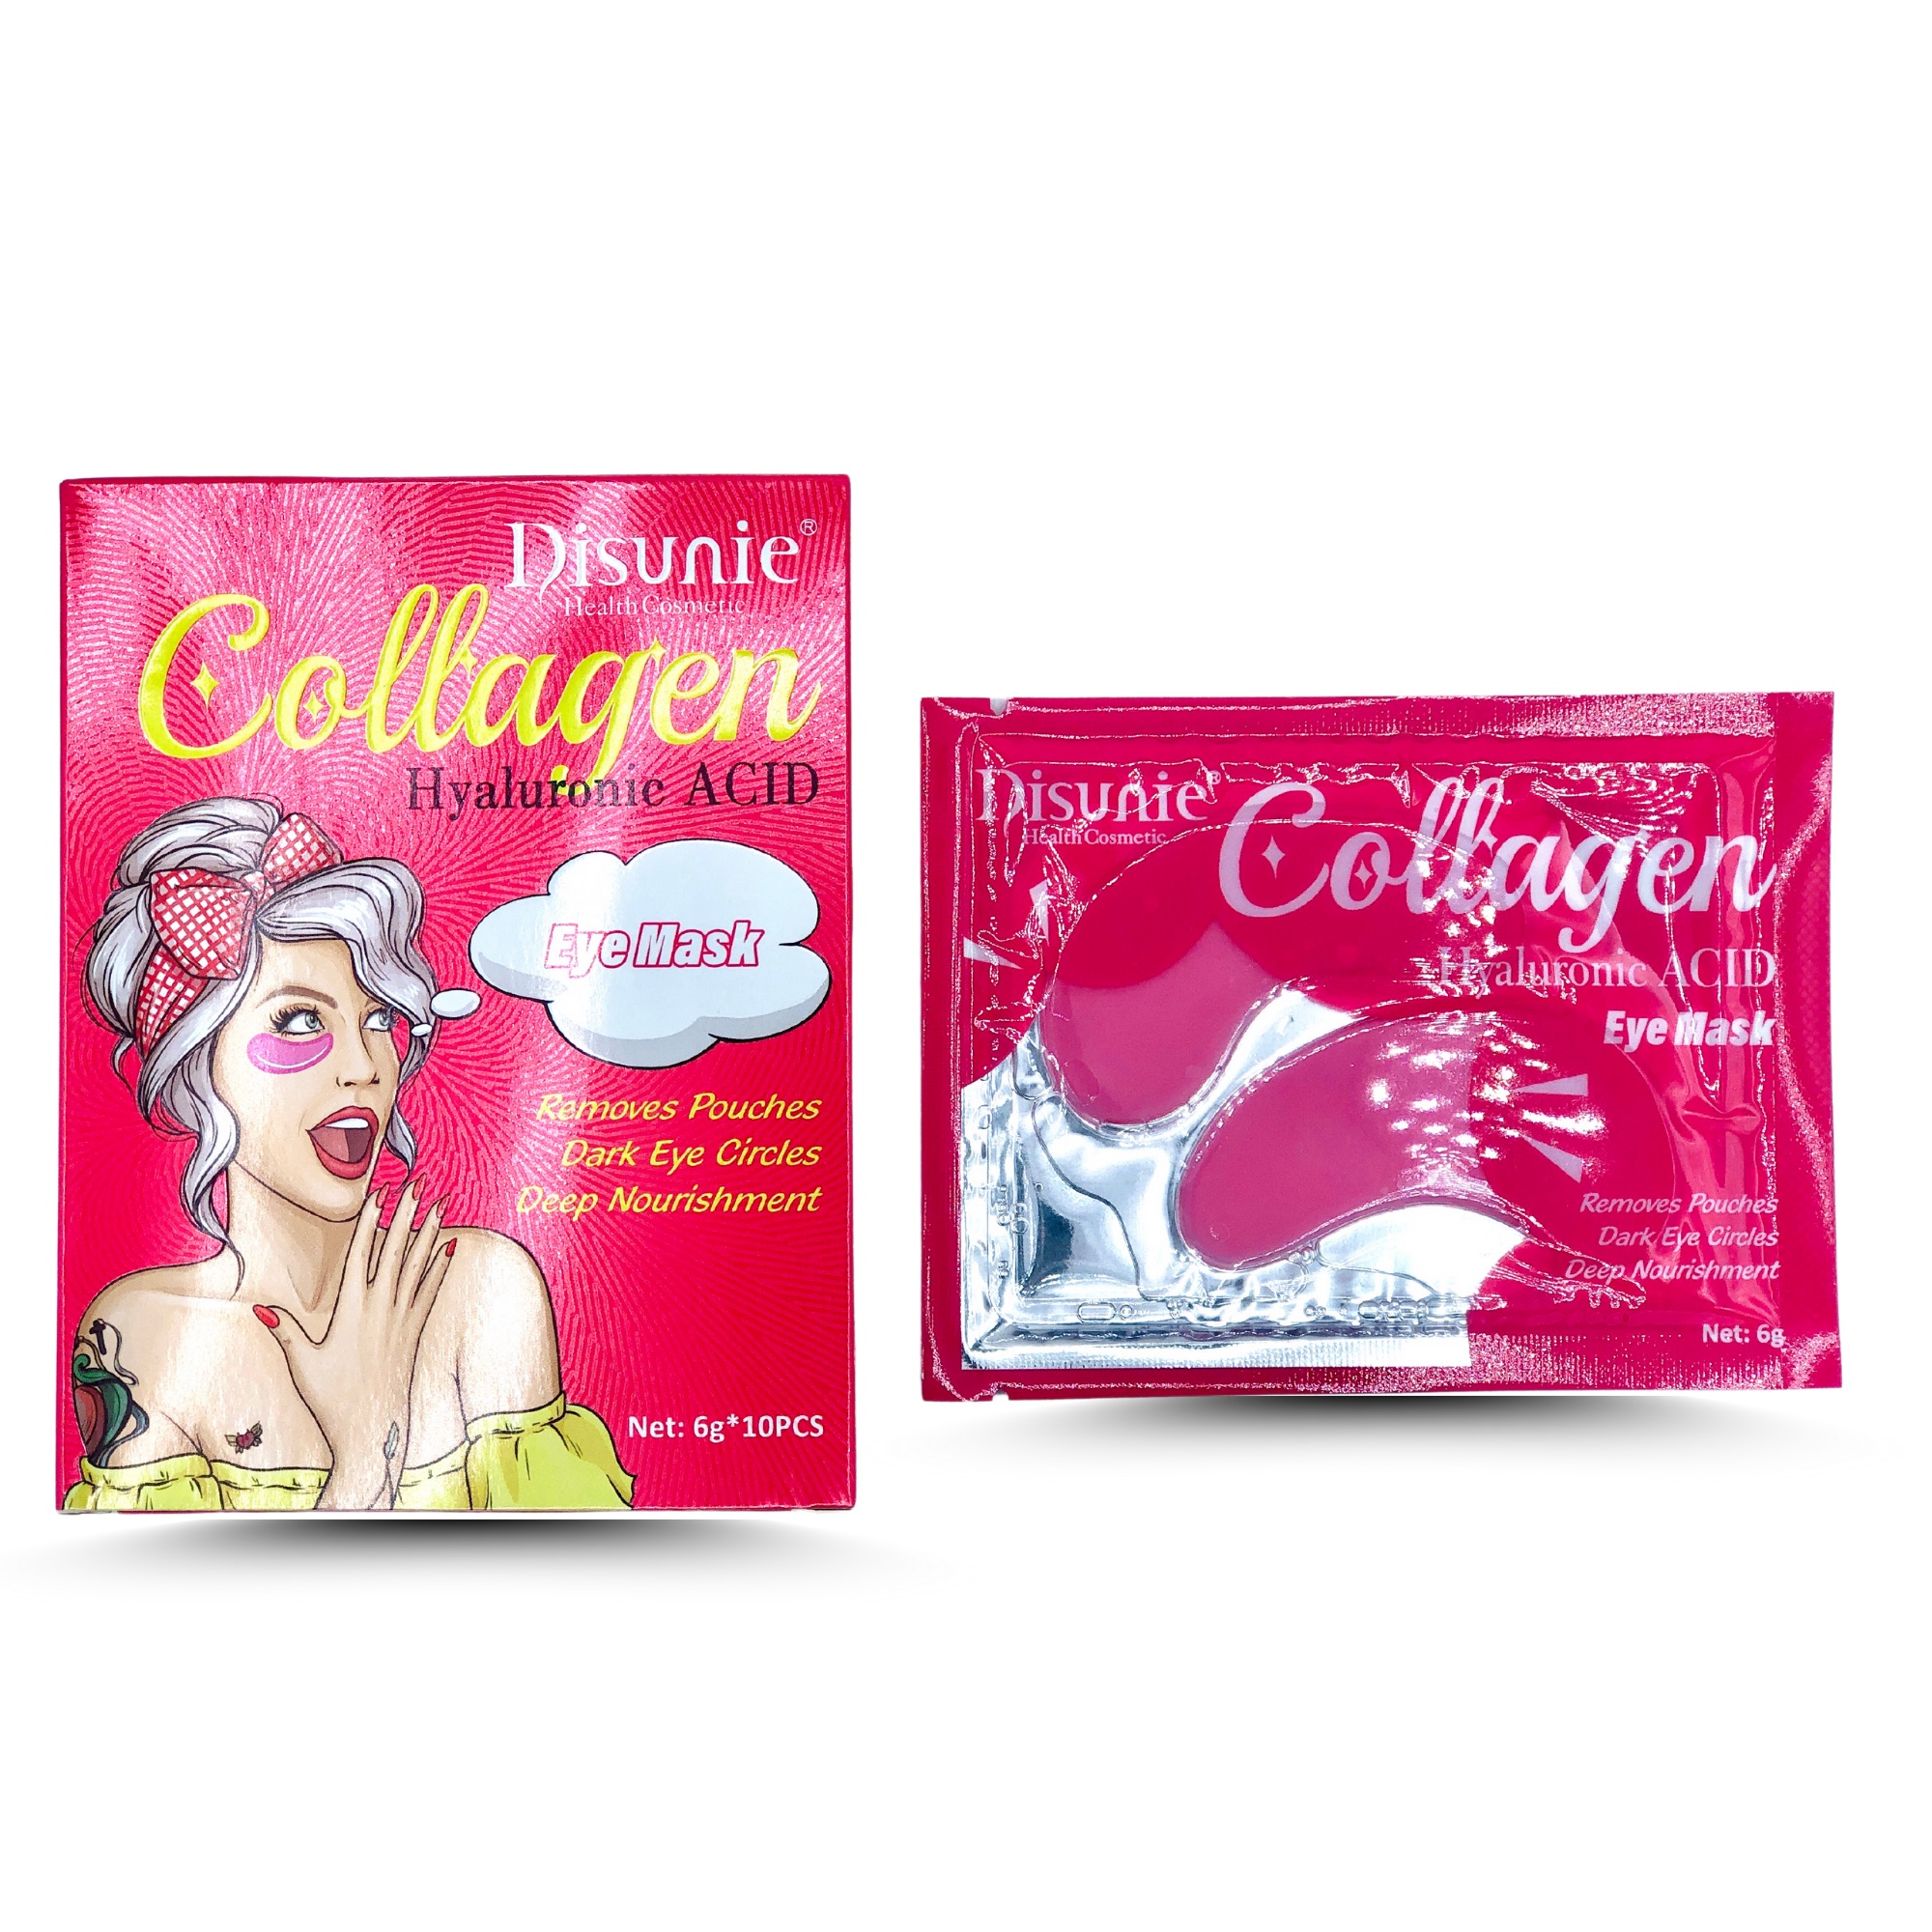 Disunie®
Health Cosmetic
Collagen
Hyaluronic ACID
Eye Mask
Removes Pouches
Dark Eye Circles
Deep Nourishment
Net: 6g*10PCS
Disunie®
Health Cosmetic
Collagen
Hyaluronic ACID
Eye Mask
Removes Pouches
Dark Eye Circles
Deep Nourishment
Net: 6g